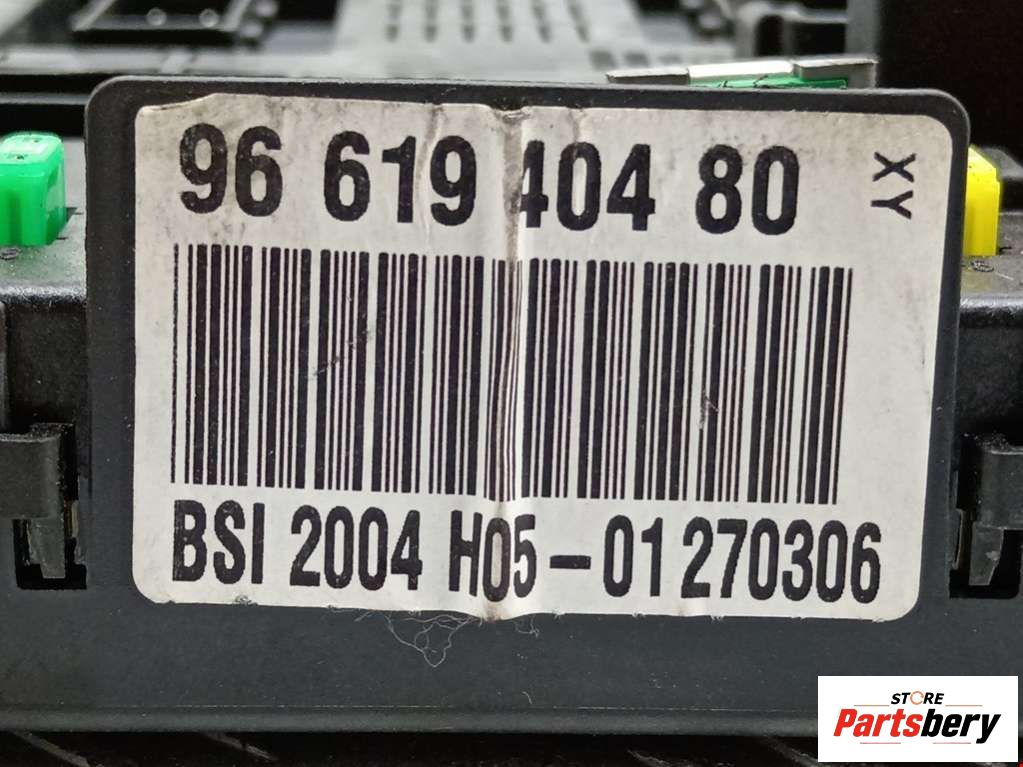 96 619 404 80
XY
BSI 2004 H05-01 270306
STORE
Partsbery